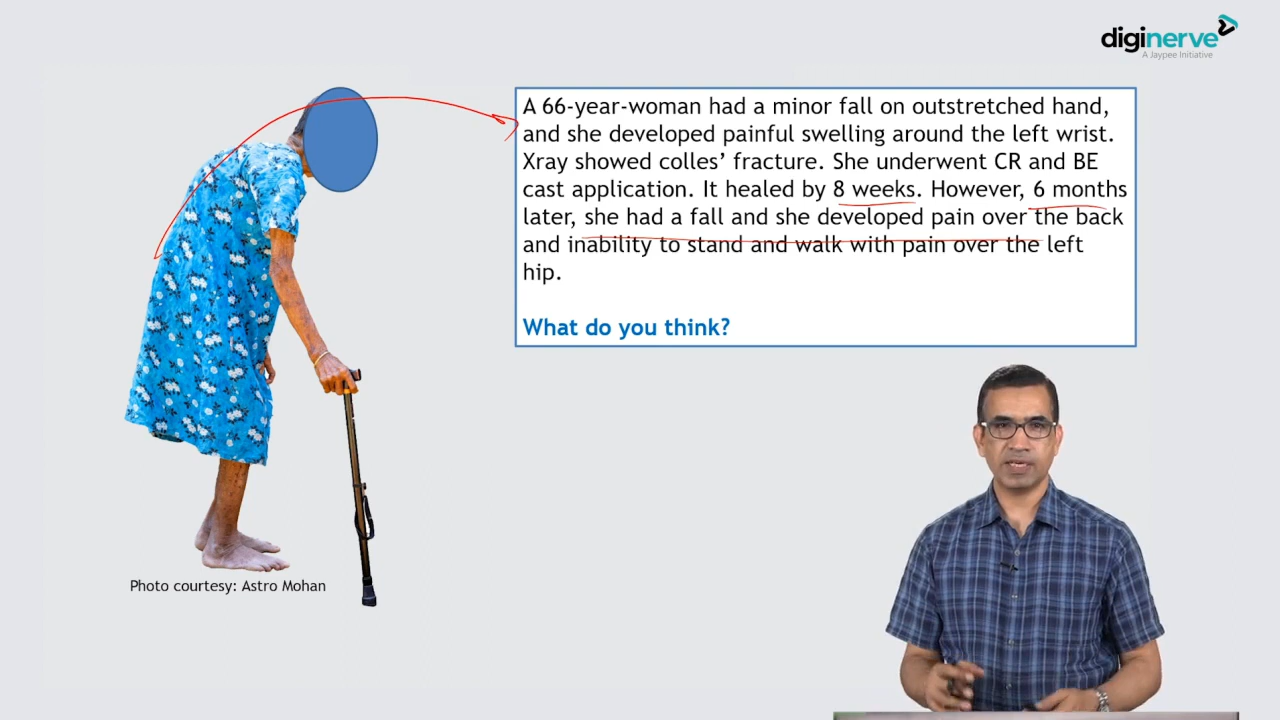 diginerve
A Jaypee Initiative
A 66-year-woman had a minor fall on outstretched hand,
and she developed painful swelling around the left wrist.
Xray showed colles’ fracture. She underwent CR and BE
cast application. It healed by 8 weeks. However, 6 months
later, she had a fall and she developed pain over the back
and inability to stand and walk with pain over the left
hip.
What do you think?
Photo courtesy: Astro Mohan